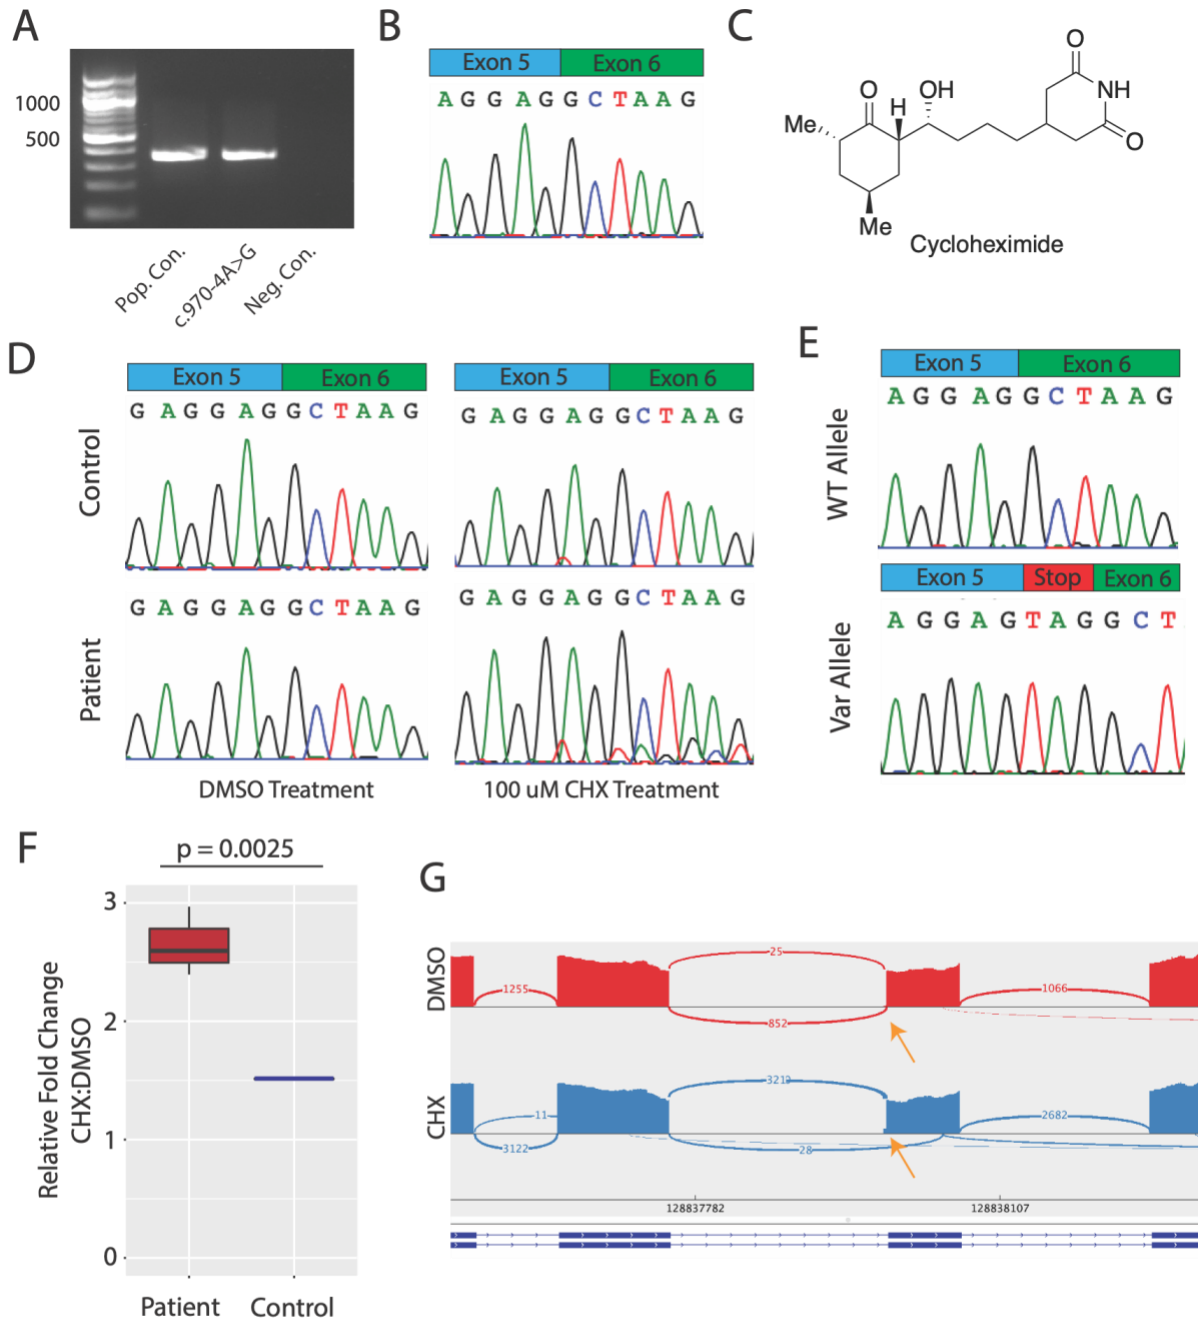 A
1000
500
Pop. Con.
c.970-4A>G
Neg. Con.
B
Exon 5 Exon 6
A G G A G G C T A A G
C
O
H
OH
O
NH
O
Me
Me
Cycloheximide
D
Control
Exon 5 Exon 6
G A G G A G G C T A A G
Exon 5 Exon 6
G A G G A G G C T A A G
Patient
G A G G A G G C T A A G
G A G G A G G C T A A G
DMSO Treatment
100 uM CHX Treatment
E
WT Allele
Exon 5 Exon 6
A G G A G G C T A A G
Var Allele
Exon 5 Stop Exon 6
A G G A G T A G G C T
F
p = 0.0025
Relative Fold Change
CHX:DMSO
3
2
1
0
Patient Control
G
DMSO
25
1255
1066
852
CHX
3212
11
2682
3122
28
128837782
128838107